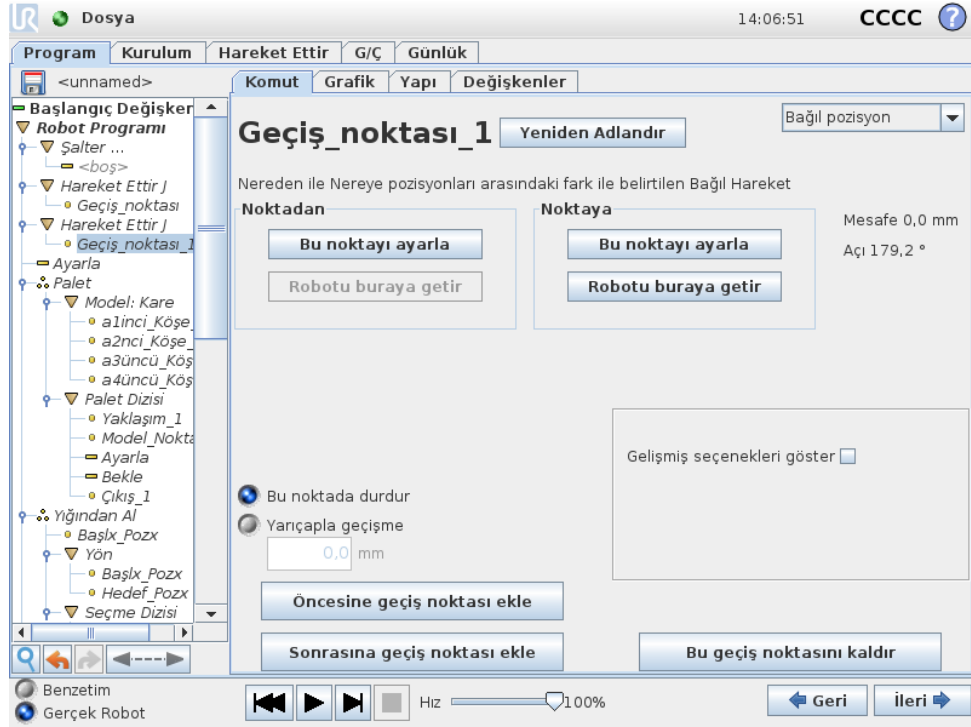 UR Dosya 14:06:51 CCCC ?
Program Kurulum Hareket Ettir G/Ç Günlük
<unnamed> Komut Grafik Yapı Değişkenler
Başlangıç Değişker
Robot Programı
Şalter ...
<boş>
Hareket Ettir J
Geçiş_noktası
Hareket Ettir J
Geçiş_noktası_1
Ayarla
Palet
Model: Kare
a1inci_Köşe_
a2nci_Köşe_
a3üncü_Köş
a4üncü_Köş
Palet Dizisi
Yaklaşım_1
Model_Nokta
Ayarla
Bekle
Çıkış_1
Yığından Al
Başlx_Pozx
Yön
Başlx_Pozx
Hedef_Pozx
Seçme Dizisi
Geçiş_noktası_1 Yeniden Adlandır Bağıl pozisyon
Nereden ile Nereye pozisyonları arasındaki fark ile belirtilen Bağıl Hareket
Noktadan
Bu noktayı ayarla
Robotu buraya getir
Noktaya
Bu noktayı ayarla
Robotu buraya getir
Mesafe 0,0 mm
Açı 179,2 °
Gelişmiş seçenekleri göster
Bu noktada durdur
Yarıçapla geçişme
0,0 mm
Öncesine geçiş noktası ekle
Sonrasına geçiş noktası ekle Bu geçiş noktasını kaldır
Benzetim
Gerçek Robot
Hız 100% Geri İleri